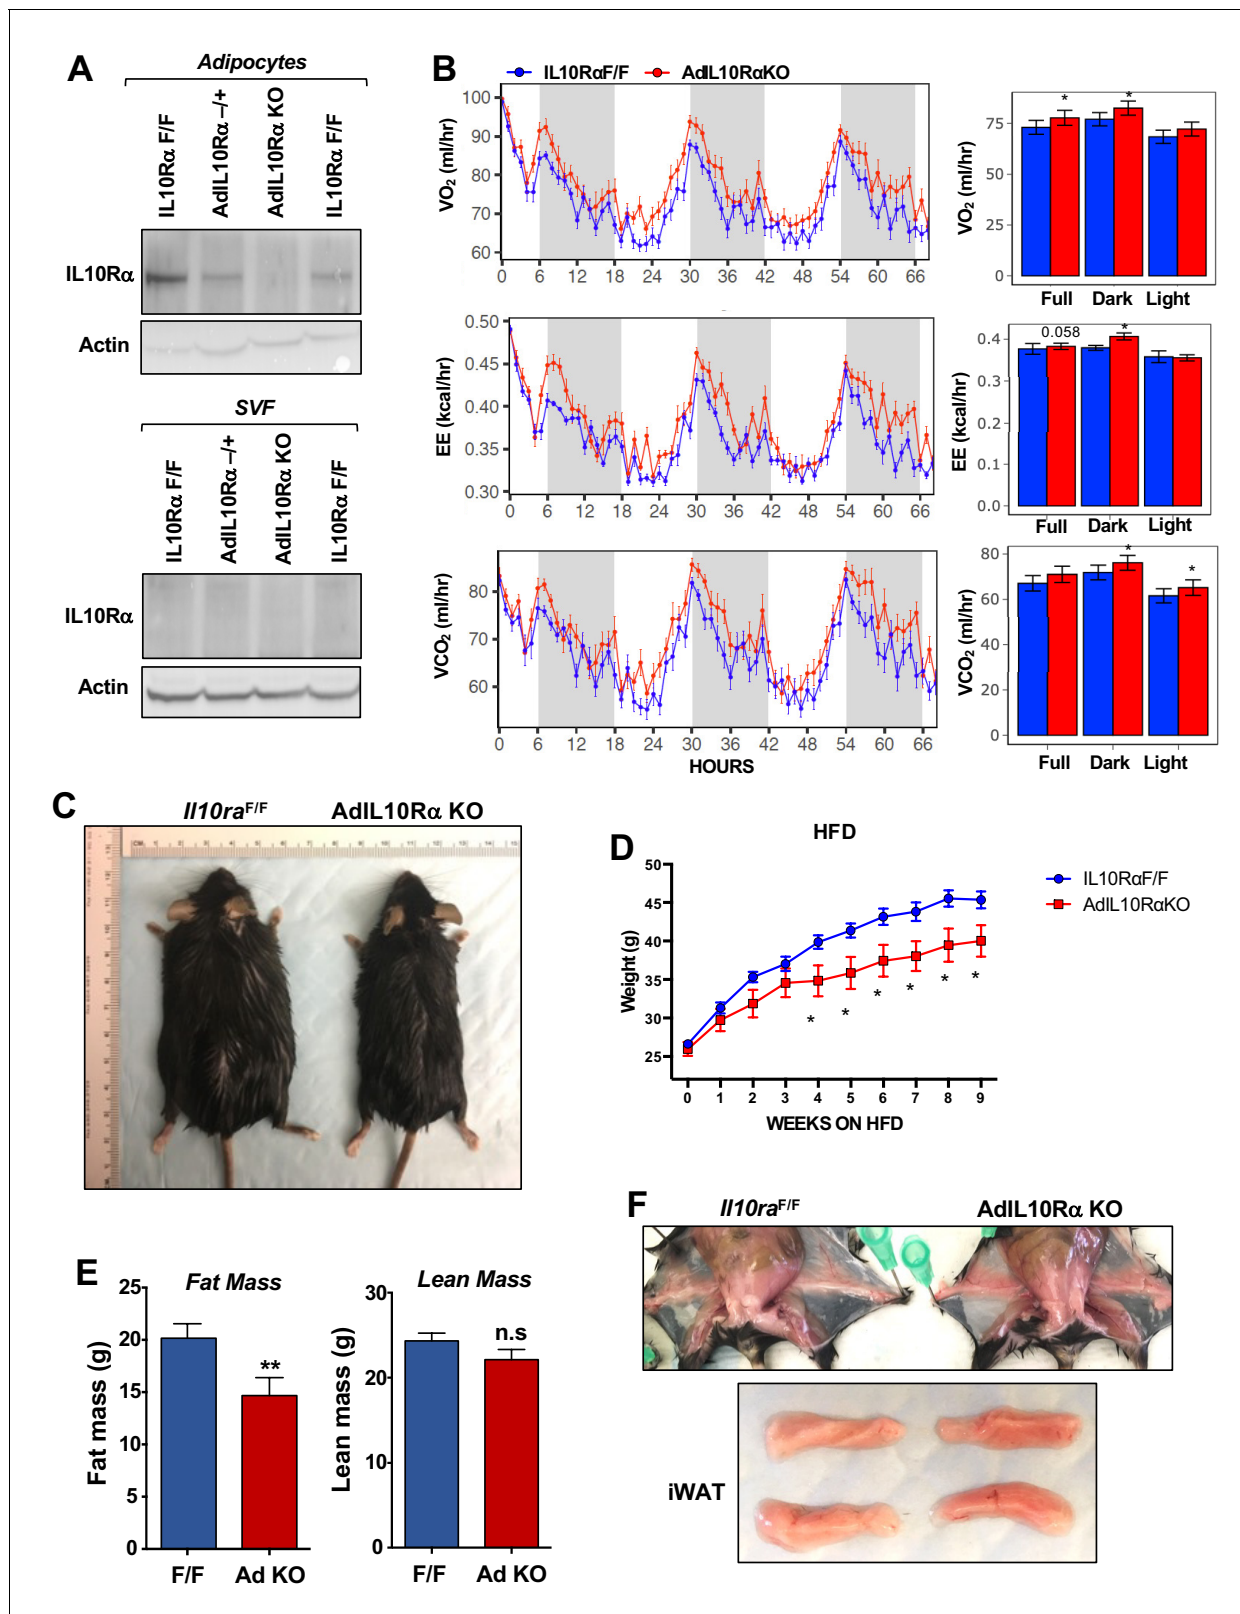 A
Adipocytes
IL10Rα F/F
AdIL10Rα –/+
AdIL10Rα KO
IL10Rα F/F
IL10Rα
Actin
SVF
IL10Rα F/F
AdIL10Rα –/+
AdIL10Rα KO
IL10Rα F/F
IL10Rα
Actin
B
IL10RαF/F AdIL10RαKO
VO2 (ml/hr)
100
90
80
70
60
0 6 12 18 24 30 36 42 48 54 60 66
VO2 (ml/hr)
75
50
25
0
* *
Full Dark Light
EE (kcal/hr)
0.50
0.45
0.40
0.35
0.30
0 6 12 18 24 30 36 42 48 54 60 66
EE (kcal/hr)
0.4
0.3
0.1
0.0
0.058 *
Full Dark Light
VCO2 (ml/hr)
80
70
60
0 6 12 18 24 30 36 42 48 54 60 66
HOURS
VCO2 (ml/hr)
80
60
40
20
0
* *
Full Dark Light
C
Il10raF/F AdIL10Rα KO
D
HFD
IL10RαF/F
AdIL10RαKO
Weight (g)
50
45
40
35
30
25
* * * * * *
0 1 2 3 4 5 6 7 8 9
WEEKS ON HFD
E
Fat Mass
Fat mass (g)
25
20
15
10
5
0
**
F/F Ad KO
Lean Mass
Lean mass (g)
30
20
10
0
n.s
F/F Ad KO
F
Il10raF/F AdIL10Rα KO
iWAT